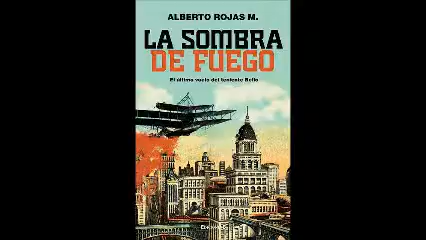 ALBERTO ROJAS M.
LA SOMBRA
DE FUEGO
El último vuelo del teniente Bello